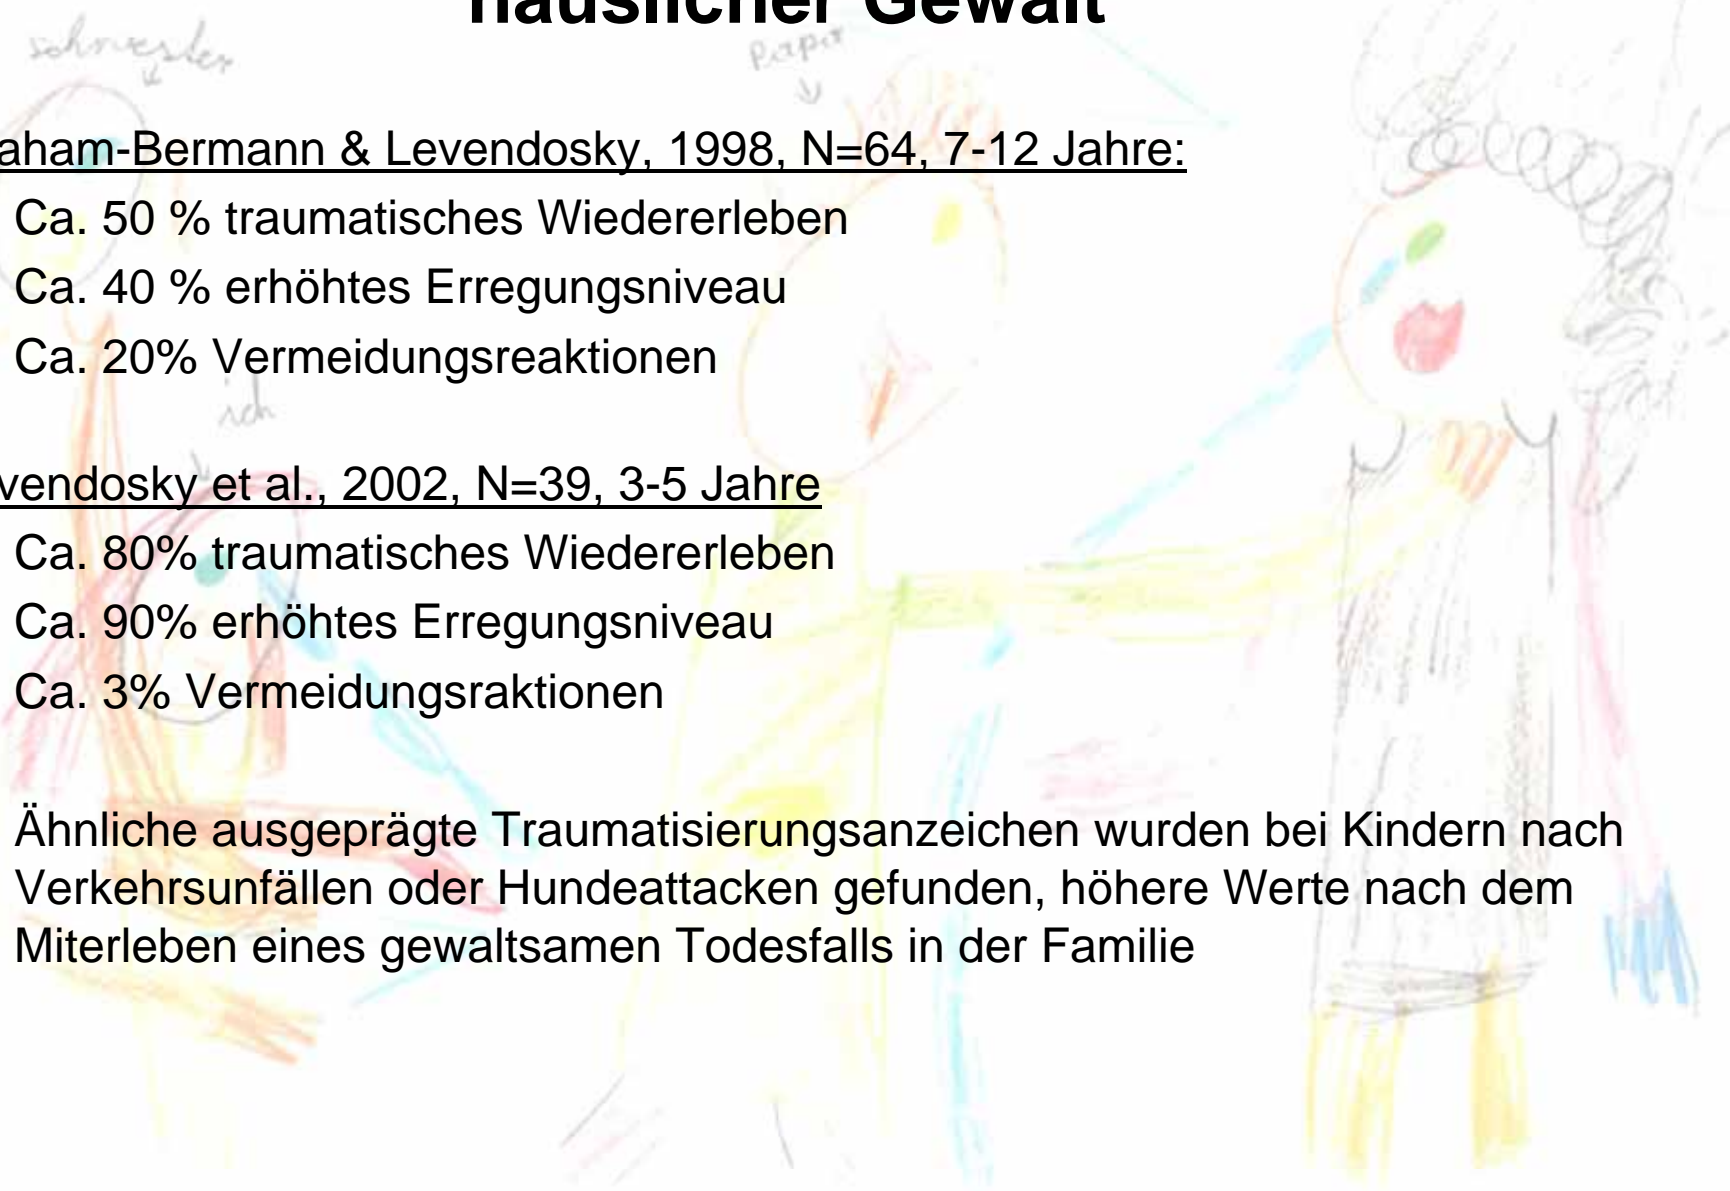 häuslicher Gewalt
schwester
Papa
aham-Bermann & Levendosky, 1998, N=64, 7-12 Jahre:
Ca. 50 % traumatisches Wiedererleben
Ca. 40 % erhöhtes Erregungsniveau
Ca. 20% Vermeidungsreaktionen
ich
vendosky et al., 2002, N=39, 3-5 Jahre
Ca. 80% traumatisches Wiedererleben
Ca. 90% erhöhtes Erregungsniveau
Ca. 3% Vermeidungsraktionen
Ähnliche ausgeprägte Traumatisierungsanzeichen wurden bei Kindern nach
Verkehrsunfällen oder Hundeattacken gefunden, höhere Werte nach dem
Miterleben eines gewaltsamen Todesfalls in der Familie